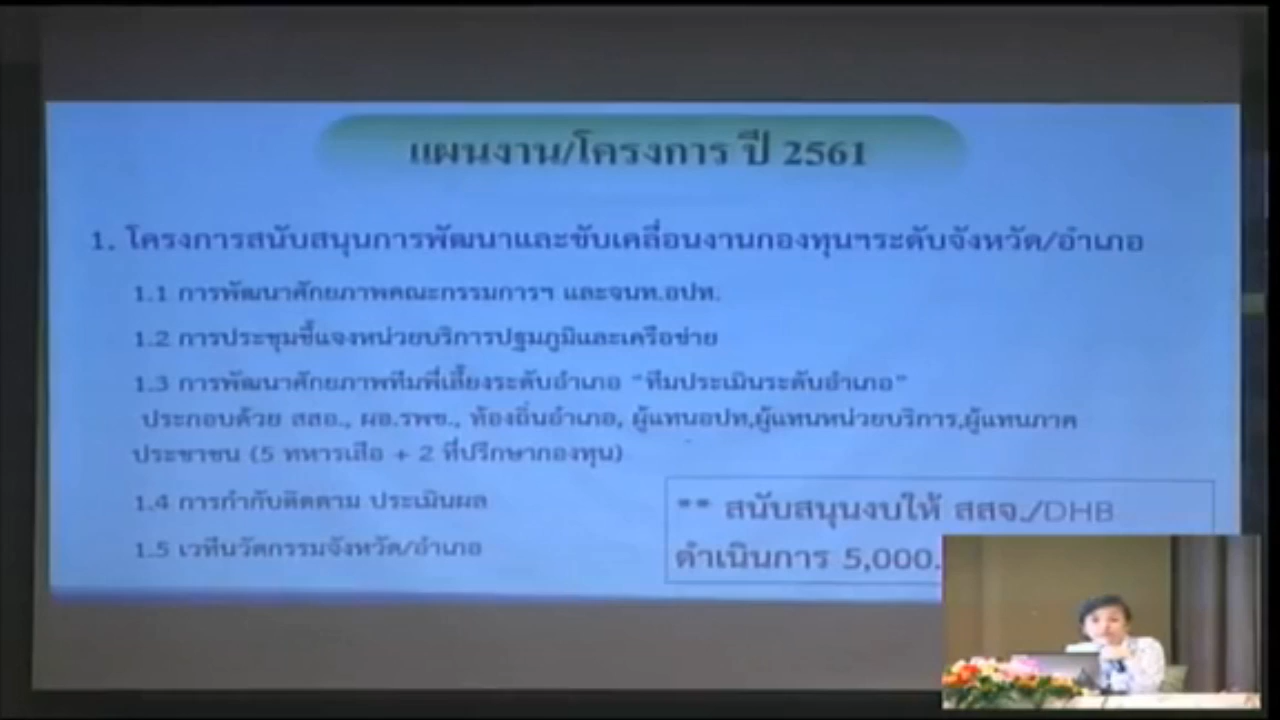 แผนงาน/โครงการ ปี 2561
1. โครงการสนับสนุนการพัฒนาและขับเคลื่อนงานกองทุนฯระดับจังหวัด/อำเภอ
1.1 การพัฒนาศักยภาพคณะกรรมการฯ และจนท.อปท.
1.2 การประชุมชี้แจงหน่วยบริการปฐมภูมิและเครือข่าย
1.3 การพัฒนาศักยภาพทีมพี่เลี้ยงระดับอำเภอ "ทีมประเมินระดับอำเภอ"
ประกอบด้วย สสอ., ผอ.รพช., ท้องถิ่นอำเภอ, ผู้แทนอปท,ผู้แทนหน่วยบริการ,ผู้แทนภาค
ประชาชน (5 ทหารเสือ + 2 ที่ปรึกษากองทุน)
1.4 การกำกับติดตาม ประเมินผล
1.5 เวทีนวัตกรรมจังหวัด/อำเภอ
** สนับสนุนงบให้ สสจ./DHB
ดำเนินการ 5,000.